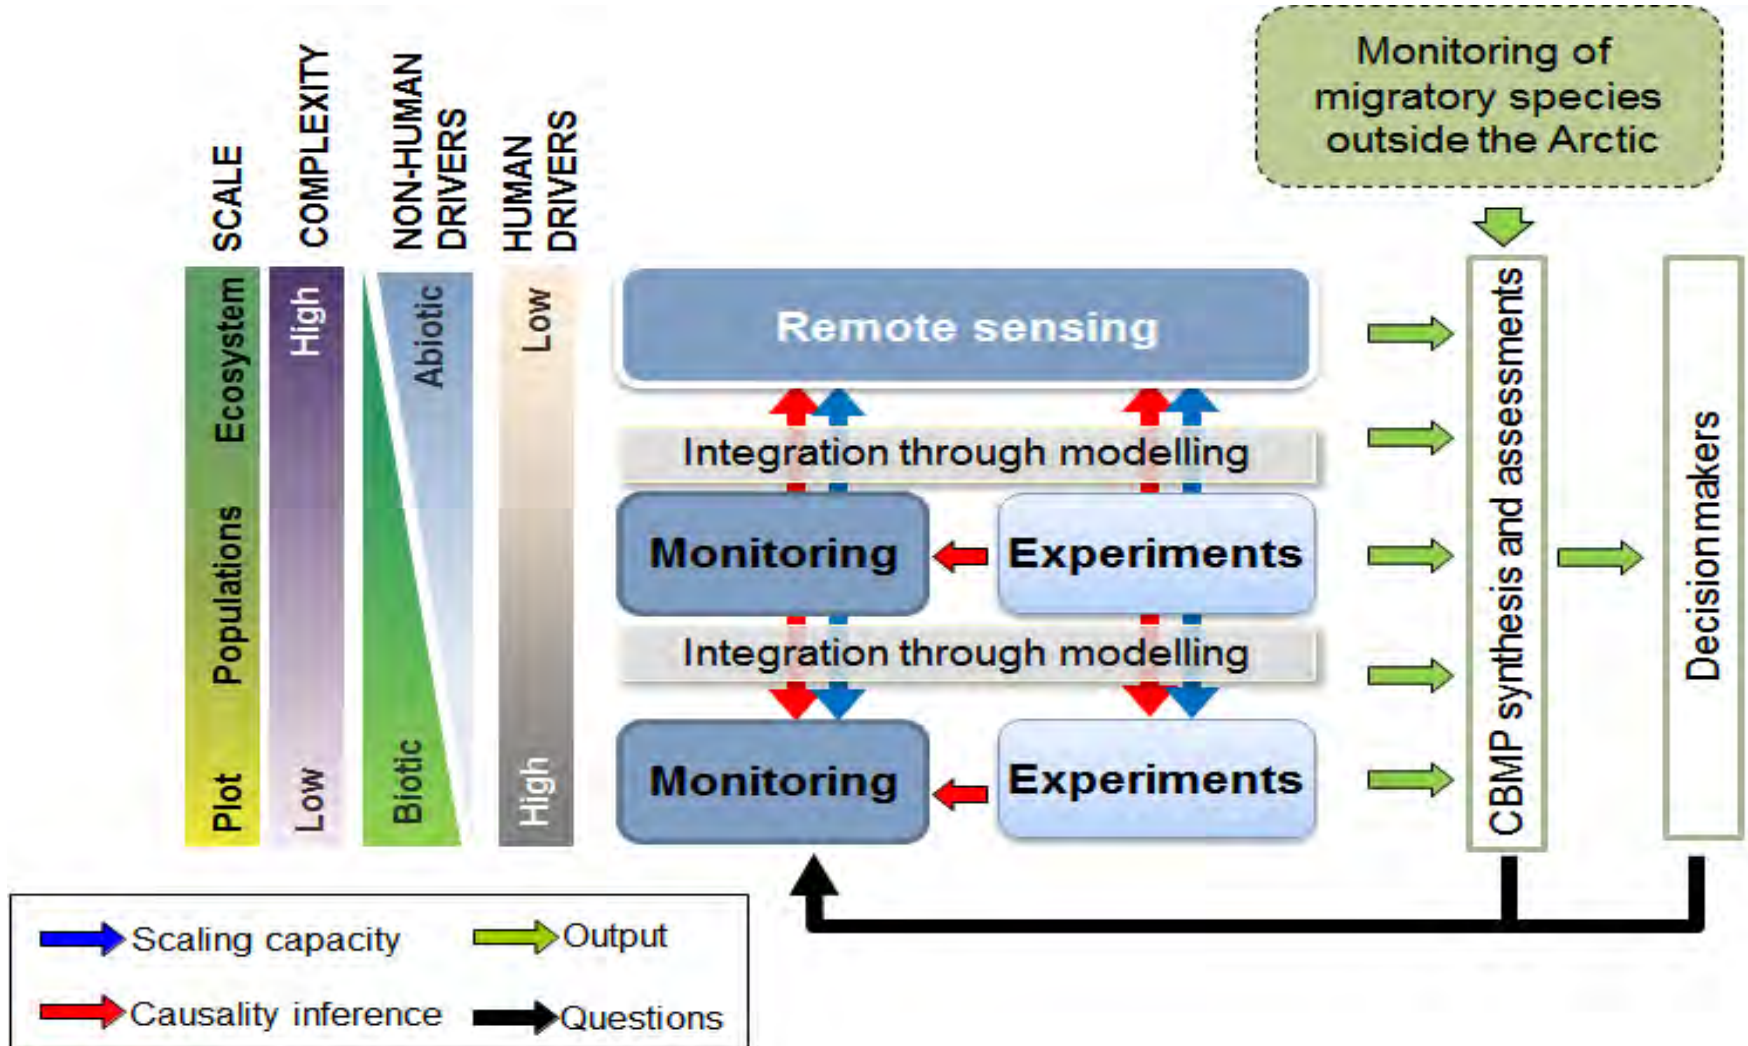 SCALE
COMPLEXITY
NON-HUMAN
DRIVERS
HUMAN
DRIVERS
Monitoring of
migratory species
outside the Arctic
Ecosystem
Populations
Plot
High
Low
Abiotic
Biotic
Low
High
Remote sensing
Integration through modelling
Monitoring
Experiments
Integration through modelling
Monitoring
Experiments
CBMP synthesis and assessments
Decisionmakers
Scaling capacity
Output
Causality inference
Questions